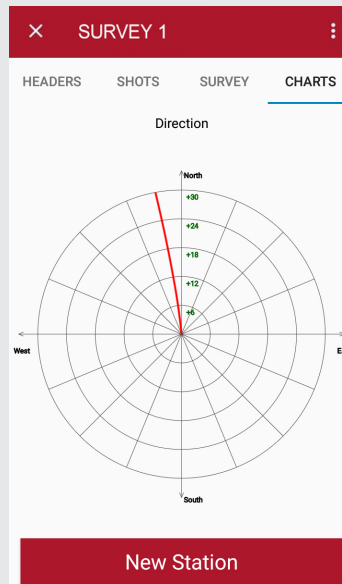 × SURVEY 1
HEADERS SHOTS SURVEY CHARTS
Direction
North
+30
+24
+18
+12
+6
West E
South
New Station